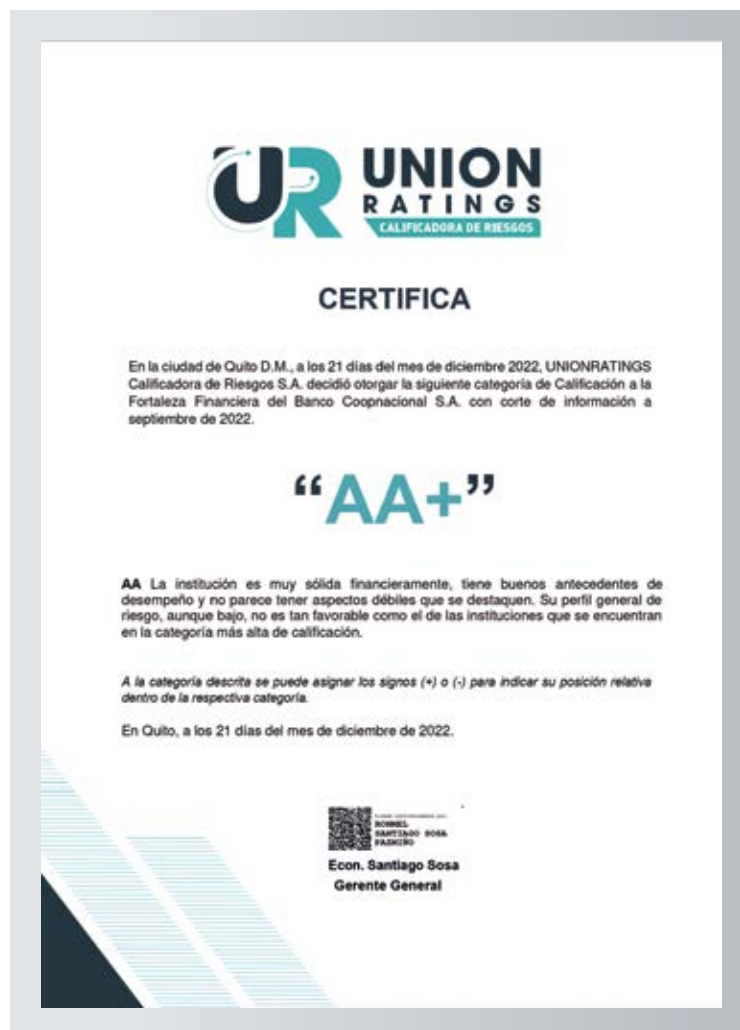 UR UNION
RATINGS
CALIFICADORA DE RIESGOS
CERTIFICA
En la ciudad de Quito D.M., a los 21 días del mes de diciembre 2022, UNIONRATINGS
Calificadora de Riesgos S.A. decidió otorgar la siguiente categoría de Calificación a la
Fortaleza Financiera del Banco Coopnacional S.A. con corte de información a
septiembre de 2022.
“AA+”
AA La institución es muy sólida financieramente, tiene buenos antecedentes de
desempeño y no parece tener aspectos débiles que se destaquen. Su perfil general de
riesgo, aunque bajo, no es tan favorable como el de las instituciones que se encuentran
en la categoría más alta de calificación.
A la categoría descrita se puede asignar los signos (+) o (-) para indicar su posición relativa
dentro de la respectiva categoría.
En Quito, a los 21 días del mes de diciembre de 2022.
SANTIAGO SOSA
Econ. Santiago Sosa
Gerente General